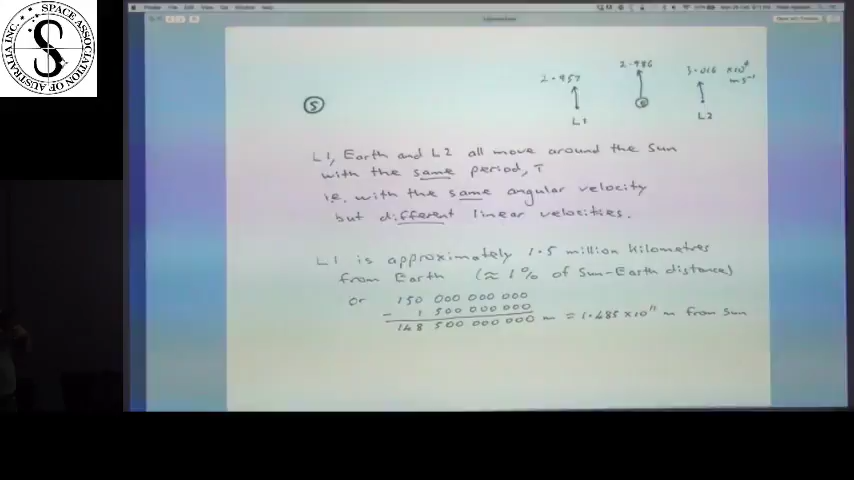 SPACE ASSOCIATION OF AUSTRALIA INC.
S
2.957
2.986
3.016 ×10⁴
ms⁻¹
S
L1
L2
L1, Earth and L2 all move around the Sun
with the same period, T
i.e. with the same angular velocity
but different linear velocities.
L1 is approximately 1.5 million kilometres
from Earth (≈ 1% of Sun-Earth distance)
or 150 000 000 000
- 1 500 000 000
148 500 000 000 m = 1.485 × 10¹¹ m from Sun